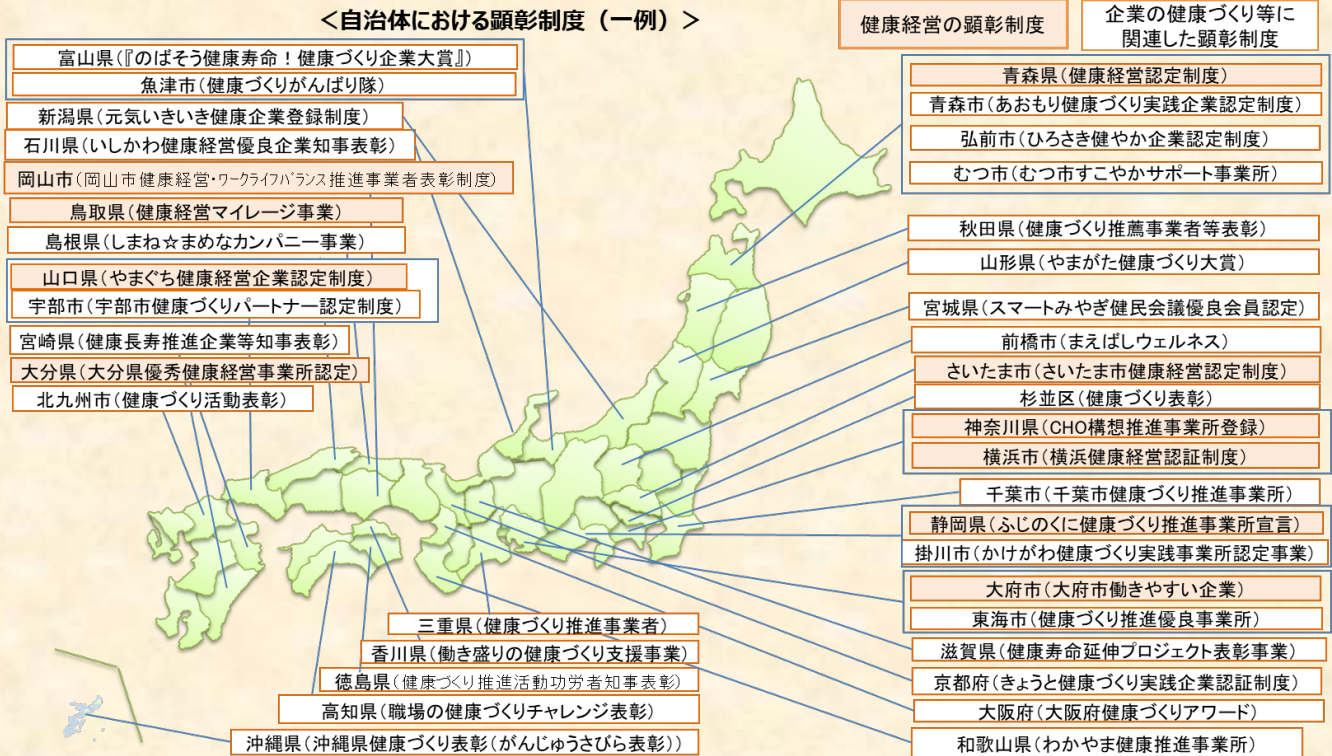 ＜自治体における顕彰制度（一例）＞
健康経営の顕彰制度
企業の健康づくり等に
関連した顕彰制度
富山県（『のばそう健康寿命！健康づくり企業大賞』）
魚津市（健康づくりがんばり隊）
新潟県（元気いきいき健康企業登録制度）
石川県（いしかわ健康経営優良企業知事表彰）
岡山市（岡山市健康経営・ワークライフバランス推進事業者表彰制度）
鳥取県（健康経営マイレージ事業）
島根県（しまね☆まめなカンパニー事業）
山口県（やまぐち健康経営企業認定制度）
宇部市（宇部市健康づくりパートナー認定制度）
宮崎県（健康長寿推進企業等知事表彰）
大分県（大分県優秀健康経営事業所認定）
北九州市（健康づくり活動表彰）
青森県（健康経営認定制度）
青森市（あおもり健康づくり実践企業認定制度）
弘前市（ひろさき健やか企業認定制度）
むつ市（むつ市すこやかサポート事業所）
秋田県（健康づくり推薦事業者等表彰）
山形県（やまがた健康づくり大賞）
宮城県（スマートみやぎ健民会議優良会員認定）
前橋市（まえばしウェルネス）
さいたま市（さいたま市健康経営認定制度）
杉並区（健康づくり表彰）
神奈川県（CHO構想推進事業所登録）
横浜市（横浜健康経営認証制度）
千葉市（千葉市健康づくり推進事業所）
静岡県（ふじのくに健康づくり推進事業所宣言）
掛川市（かけがわ健康づくり実践事業所認定事業）
大府市（大府市働きやすい企業）
東海市（健康づくり推進優良事業所）
滋賀県（健康寿命延伸プロジェクト表彰事業）
京都府（きょうと健康づくり実践企業認証制度）
大阪府（大阪府健康づくりアワード）
和歌山県（わかやま健康推進事業所）
三重県（健康づくり推進事業者）
香川県（働き盛りの健康づくり支援事業）
徳島県（健康づくり推進活動功労者知事表彰）
高知県（職場の健康づくりチャレンジ表彰）
沖縄県（沖縄県健康づくり表彰（がんじゅうさびら表彰））